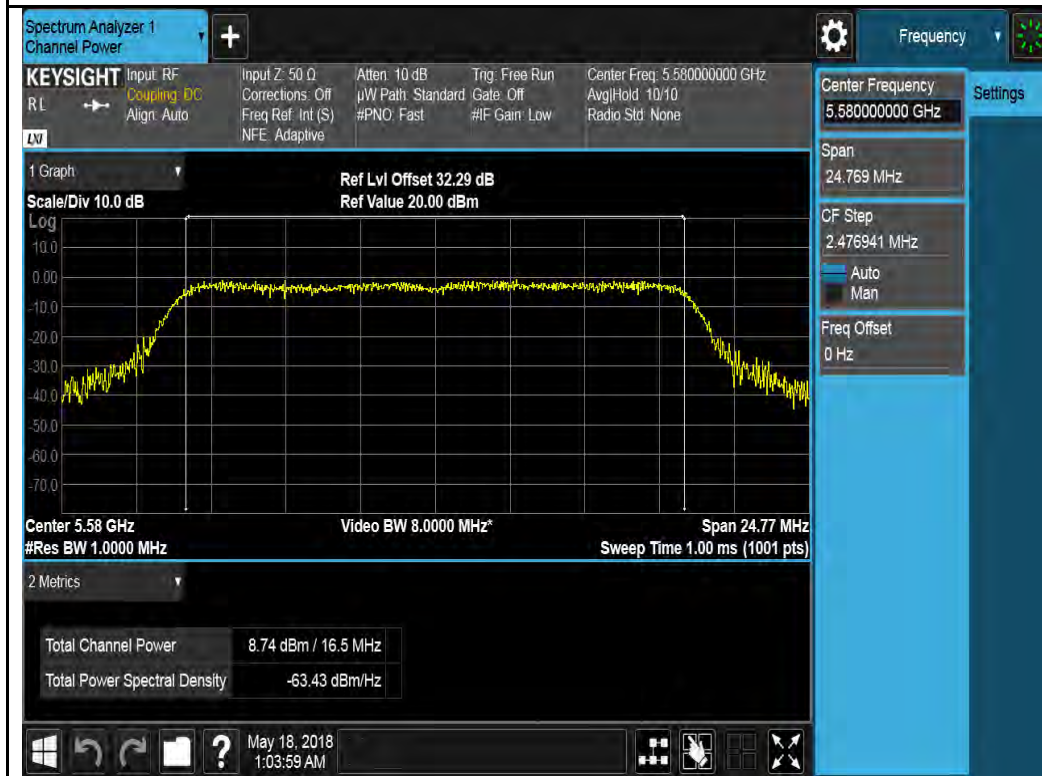 Spectrum Analyzer 1
Channel Power
+
Frequency
KEYSIGHT
RL
LXI
Input: RF
Coupling: DC
Align: Auto
Input Z: 50 Ω
Corrections: Off
Freq Ref: Int (S)
NFE: Adaptive
Atten: 10 dB
µW Path: Standard
#PNO: Fast
Trig: Free Run
Gate: Off
#IF Gain: Low
Center Freq: 5.580000000 GHz
Avg|Hold: 10/10
Radio Std: None
Center Frequency
5.580000000 GHz
Settings
Span
24.769 MHz
CF Step
2.476941 MHz
Auto
Man
Freq Offset
0 Hz
1 Graph
Scale/Div 10.0 dB
Ref Lvl Offset 32.29 dB
Ref Value 20.00 dBm
Log
10.0
0.00
-10.0
-20.0
-30.0
-40.0
-50.0
-60.0
-70.0
Center 5.58 GHz
#Res BW 1.0000 MHz
Video BW 8.0000 MHz*
Span 24.77 MHz
Sweep Time 1.00 ms (1001 pts)
2 Metrics
Total Channel Power 8.74 dBm / 16.5 MHz
Total Power Spectral Density -63.43 dBm/Hz
?
May 18, 2018
1:03:59 AM